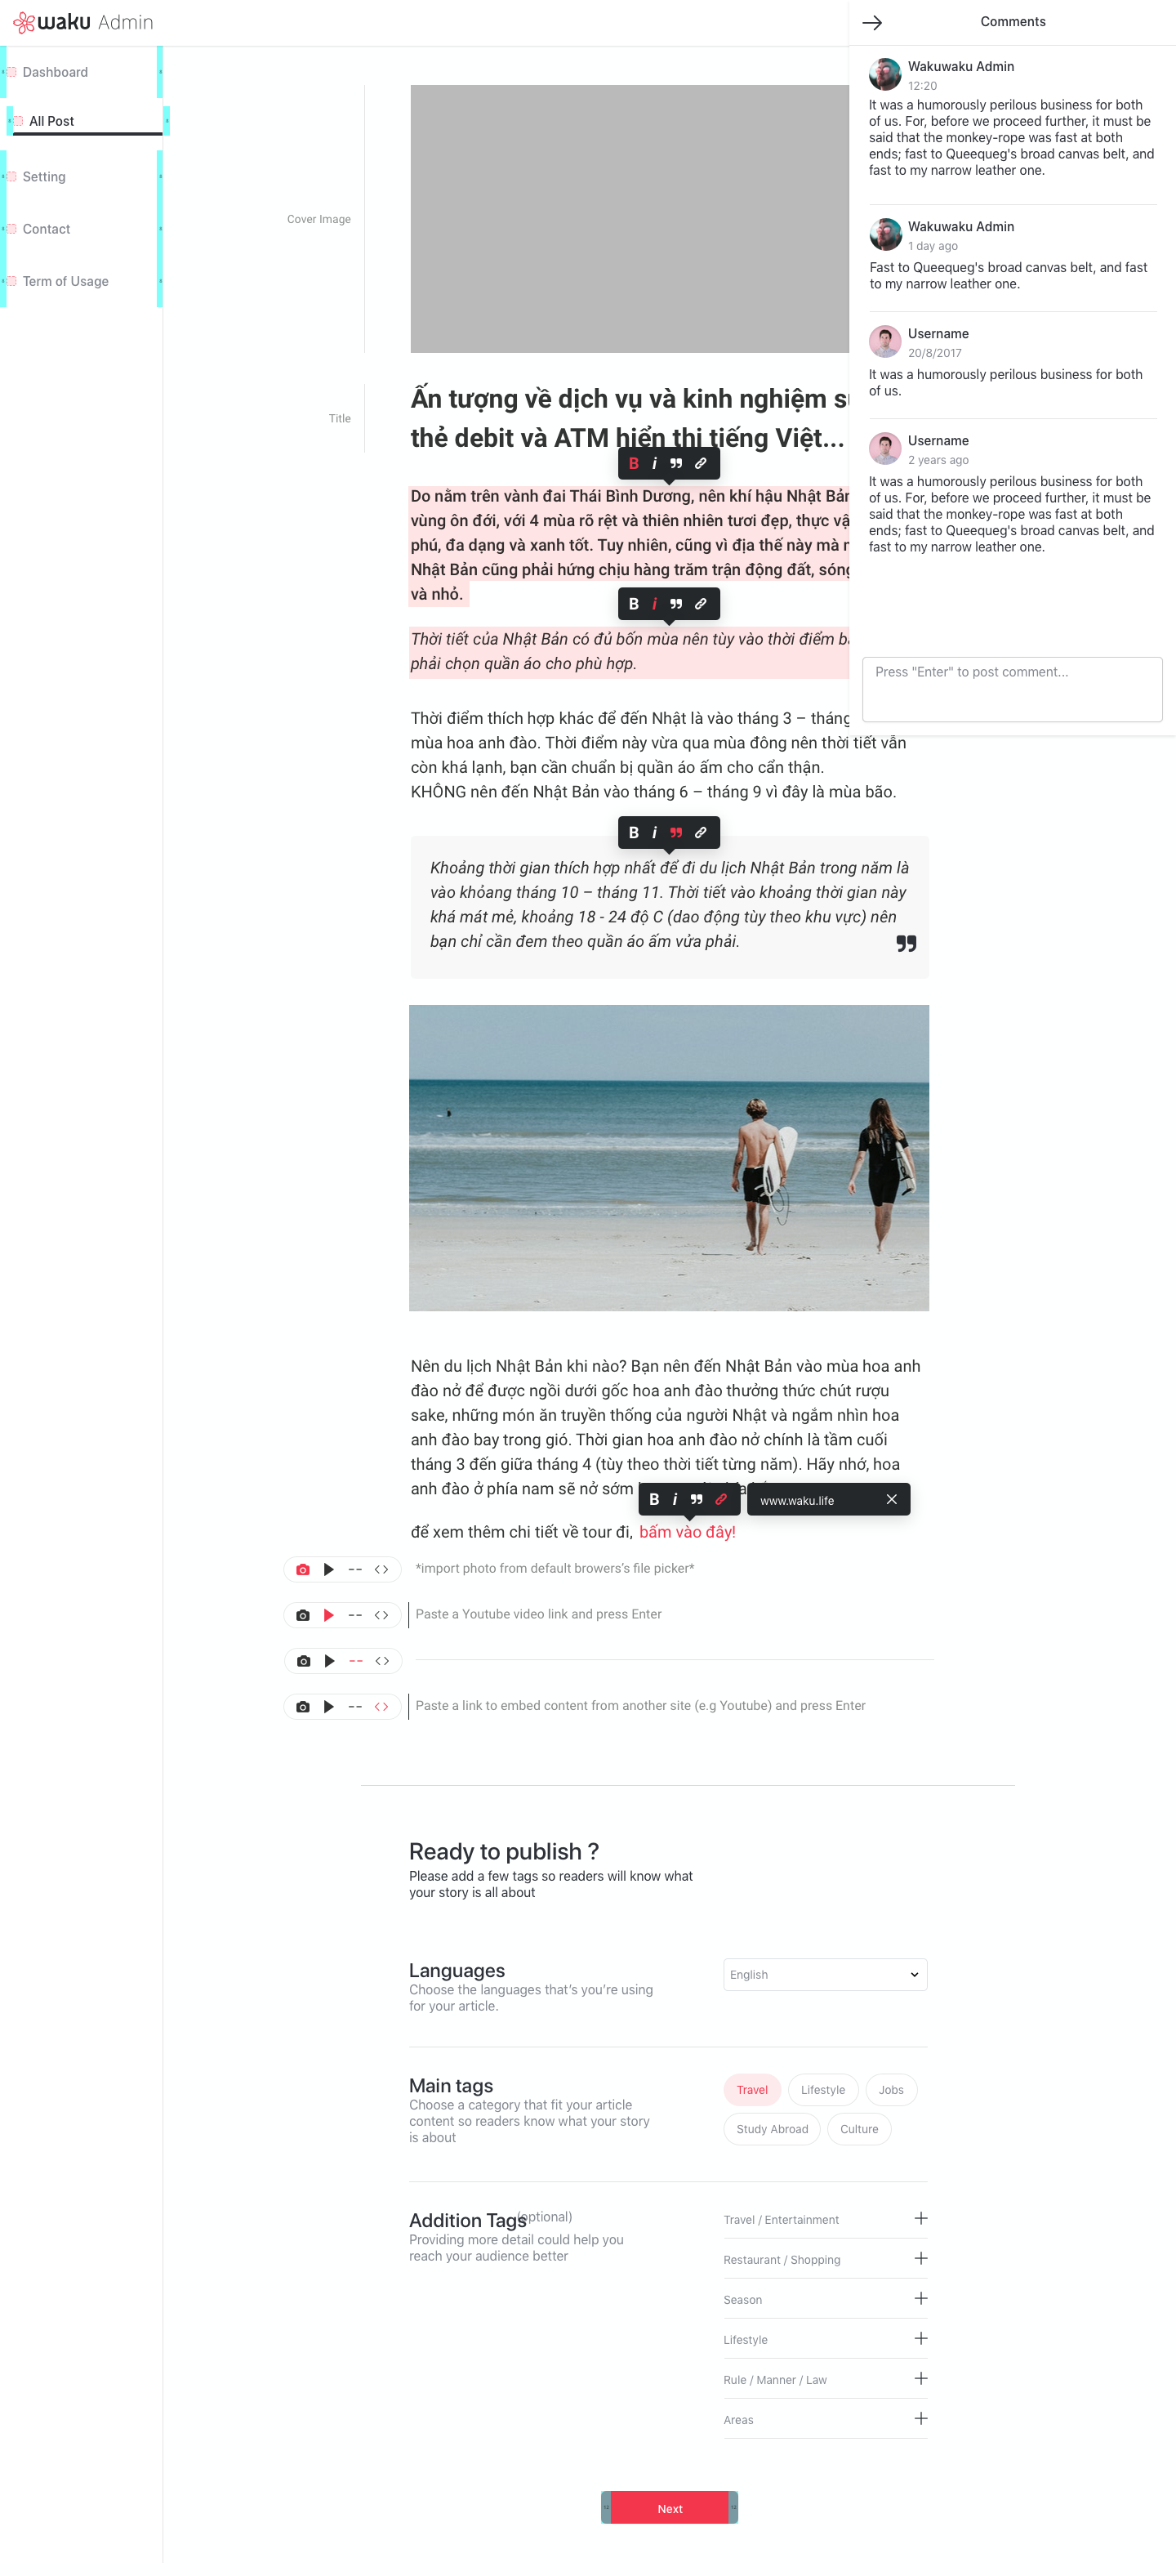 waku Admin
Dashboard
All Post
Setting
Contact
Term of Usage
Cover Image
Title
Ấn tượng về dịch vụ và kinh nghiệm
thẻ debit và ATM hiển thị tiếng Việt...
B i
Do nằm trên vành đai Thái Bình Dương, nên khí hậu Nhật Bản
vùng ôn đới, với 4 mùa rõ rệt và thiên nhiên tươi đẹp, thực
phú, đa dạng và xanh tốt. Tuy nhiên, cũng vì địa thế này mà
Nhật Bản cũng phải hứng chịu hàng trăm trận động đất, sóng
và nhỏ.
B i
Thời tiết của Nhật Bản có đủ bốn mùa nên tùy vào thời điểm
phải chọn quần áo cho phù hợp.
Thời điểm thích hợp khác để đến Nhật là vào tháng 3 – tháng
mùa hoa anh đào. Thời điểm này vừa qua mùa đông nên thời tiết vẫn
còn khá lạnh, bạn cần chuẩn bị quần áo ấm cho cẩn thận.
KHÔNG nên đến Nhật Bản vào tháng 6 – tháng 9 vì đây là mùa bão.
B i
Khoảng thời gian thích hợp nhất để đi du lịch Nhật Bản trong năm là
vào khỏang tháng 10 – tháng 11. Thời tiết vào khoảng thời gian này
khá mát mẻ, khoảng 18 - 24 độ C (dao động tùy theo khu vực) nên
bạn chỉ cần đem theo quần áo ấm vửa phải.
Nên du lịch Nhật Bản khi nào? Bạn nên đến Nhật Bản vào mùa hoa anh
đào nở để được ngồi dưới gốc hoa anh đào thưởng thức chút rượu
sake, những món ăn truyền thống của người Nhật và ngắm nhìn hoa
anh đào bay trong gió. Thời gian hoa anh đào nở chính là tầm cuối
tháng 3 đến giữa tháng 4 (tùy theo thời tiết từng năm). Hãy nhớ, hoa
anh đào ở phía nam sẽ nở sớm
B i
www.waku.life
để xem thêm chi tiết về tour đi, bấm vào đây!
*import photo from default browers's file picker*
Paste a Youtube video link and press Enter
Paste a link to embed content from another site (e.g Youtube) and press Enter
Ready to publish ?
Please add a few tags so readers will know what
your story is all about
Languages
Choose the languages that's you're using
for your article.
English
Main tags
Choose a category that fit your article
content so readers know what your story
is about
Travel
Lifestyle
Jobs
Study Abroad
Culture
Addition Tags (optional)
Providing more detail could help you
reach your audience better
Travel / Entertainment
Restaurant / Shopping
Season
Lifestyle
Rule / Manner / Law
Areas
Next
Comments
Wakuwaku Admin
12:20
It was a humorously perilous business for both
of us. For, before we proceed further, it must be
said that the monkey-rope was fast at both
ends; fast to Queequeg's broad canvas belt, and
fast to my narrow leather one.
Wakuwaku Admin
1 day ago
Fast to Queequeg's broad canvas belt, and fast
to my narrow leather one.
Username
20/8/2017
It was a humorously perilous business for both
of us.
Username
2 years ago
It was a humorously perilous business for both
of us. For, before we proceed further, it must be
said that the monkey-rope was fast at both
ends; fast to Queequeg's broad canvas belt, and
fast to my narrow leather one.
Press "Enter" to post comment...